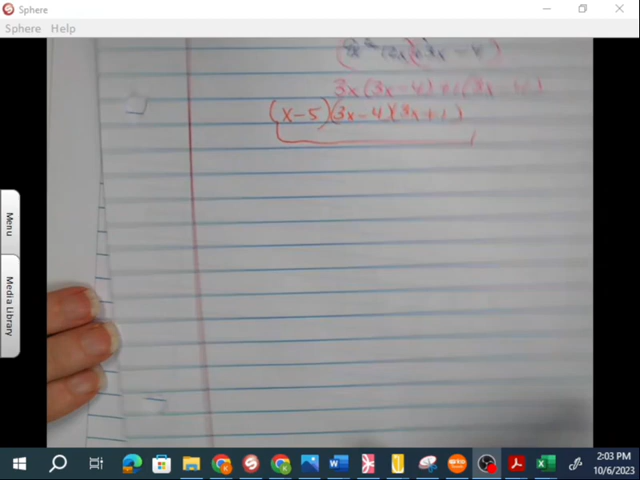 Sphere
Sphere Help
3x(3x-4)+1(3x-4)
(x-5)(3x-4)(3x+1)
Menu
Media Library
2:03 PM
10/6/2023